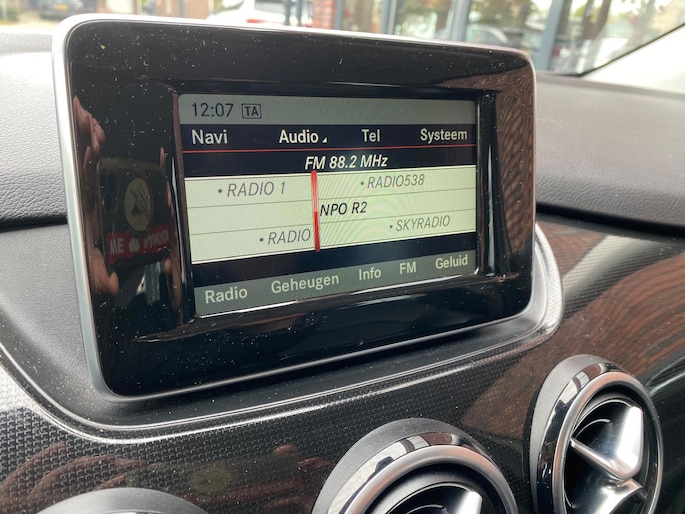 12:07 TA
Navi Audio Tel Systeem
FM 88.2 MHz
• RADIO 1 • RADIO538
NPO R2
• RADIO • SKYRADIO
Radio Geheugen Info FM Geluid
ME